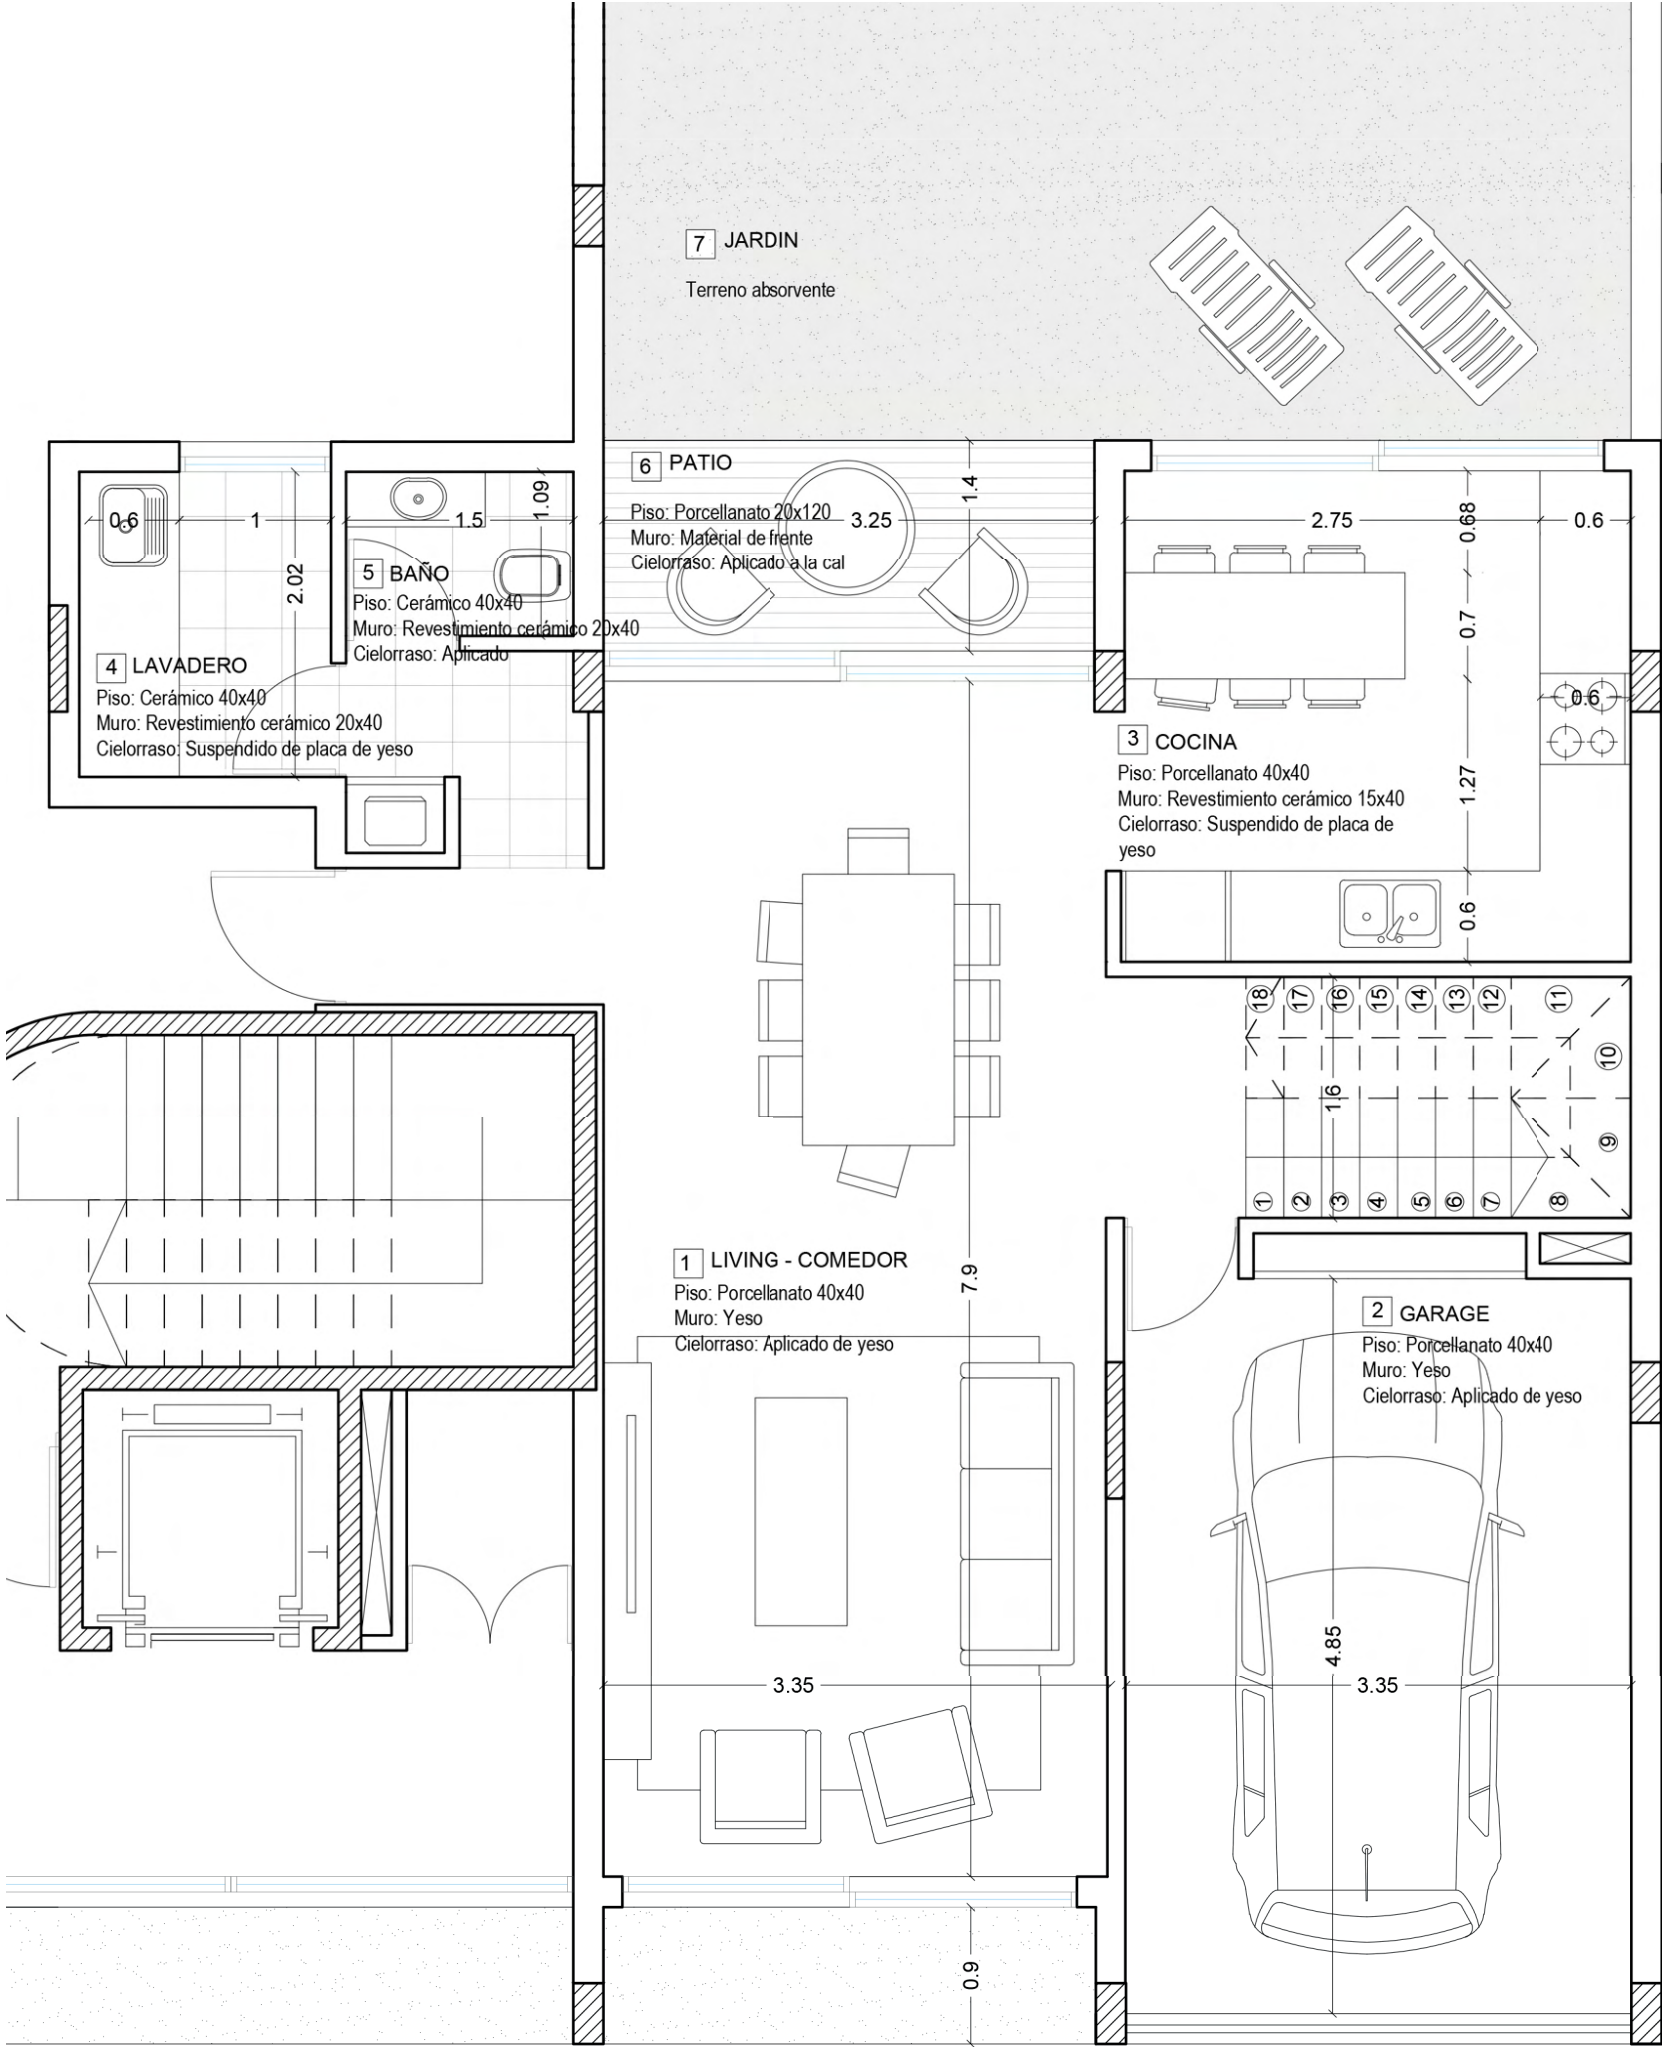 7 JARDIN
Terreno absorvente
6 PATIO
Piso: Porcellanato 20x120
Muro: Material de frente
Cielorraso: Aplicado a la cal
1.4
3.25
0.6
1
2.02
1.5
1.09
5 BAÑO
Piso: Cerámico 40x40
Muro: Revestimiento cerámico 20x40
Cielorraso: Aplicado
4 LAVADERO
Piso: Cerámico 40x40
Muro: Revestimiento cerámico 20x40
Cielorraso: Suspendido de placa de yeso
2.75
0.6
0.68
0.7
0.6
1.27
0.6
3 COCINA
Piso: Porcellanato 40x40
Muro: Revestimiento cerámico 15x40
Cielorraso: Suspendido de placa de
yeso
18 17 16 15 14 13 12 11
10
9
1.6
1 2 3 4 5 6 7 8
1 LIVING - COMEDOR
Piso: Porcellanato 40x40
Muro: Yeso
Cielorraso: Aplicado de yeso
7.9
2 GARAGE
Piso: Porcellanato 40x40
Muro: Yeso
Cielorraso: Aplicado de yeso
4.85
3.35
3.35
0.9